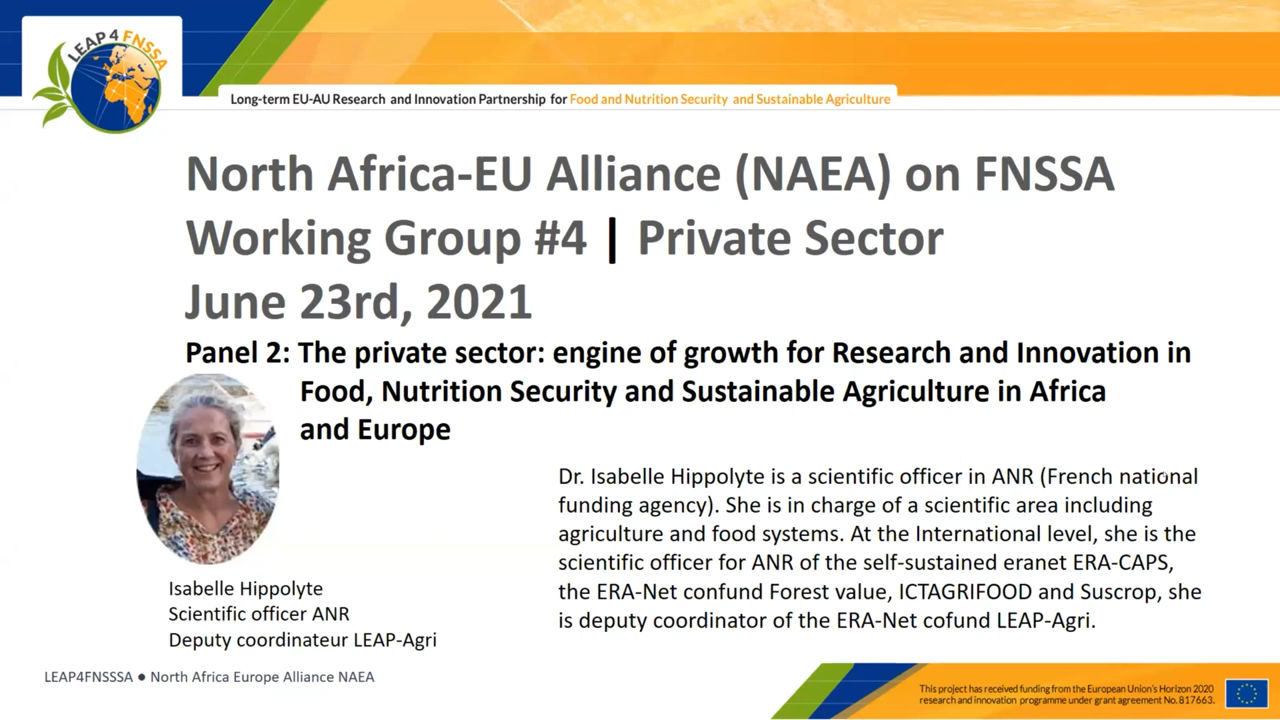 LEAP 4 FNSSA
Long-term EU-AU Research and Innovation Partnership for Food and Nutrition Security and Sustainable Agriculture
North Africa-EU Alliance (NAEA) on FNSSA
Working Group #4 | Private Sector
June 23rd, 2021
Panel 2: The private sector: engine of growth for Research and Innovation in
Food, Nutrition Security and Sustainable Agriculture in Africa
and Europe
Dr. Isabelle Hippolyte is a scientific officer in ANR (French national
funding agency). She is in charge of a scientific area including
agriculture and food systems. At the International level, she is the
scientific officer for ANR of the self-sustained eranet ERA-CAPS,
the ERA-Net confund Forest value, ICTAGRIFOOD and Suscrop, she
is deputy coordinator of the ERA-Net cofund LEAP-Agri.
Isabelle Hippolyte
Scientific officer ANR
Deputy coordinateur LEAP-Agri
LEAP4FNSSSA ● North Africa Europe Alliance NAEA
This project has received funding from the European Union's Horizon 2020
research and innovation programme under grant agreement No. 817663.